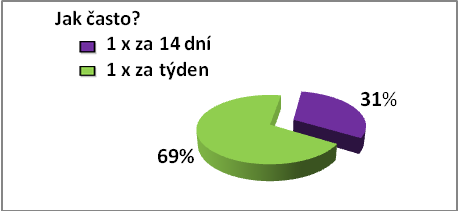 Jak často?
1 x za 14 dní
1 x za týden
31%
69%